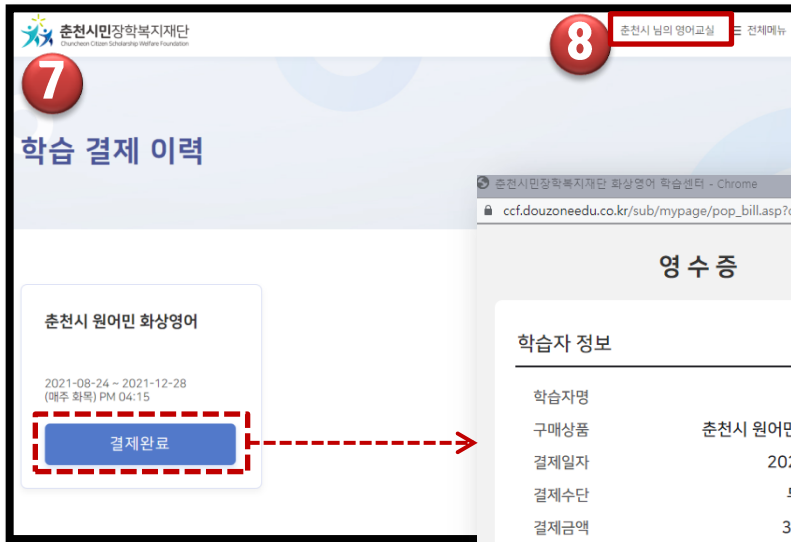 춘천시민장학복지재단
Chuncheon Citizen Scholarship Welfare Foundation
8
춘천시 님의 영어교실
전체메뉴
7
학습 결제 이력
춘천시민장학복지재단 화상영어 학습센터 - Chrome
ccf.douzoneedu.co.kr/sub/mypage/pop_bill.asp?
영 수 증
춘천시 원어민 화상영어
학습자 정보
2021-08-24 ~ 2021-12-28
(매주 화목) PM 04:15
결제완료
학습자명
구매상품 춘천시 원어민
결제일자 202
결제수단
결제금액 3